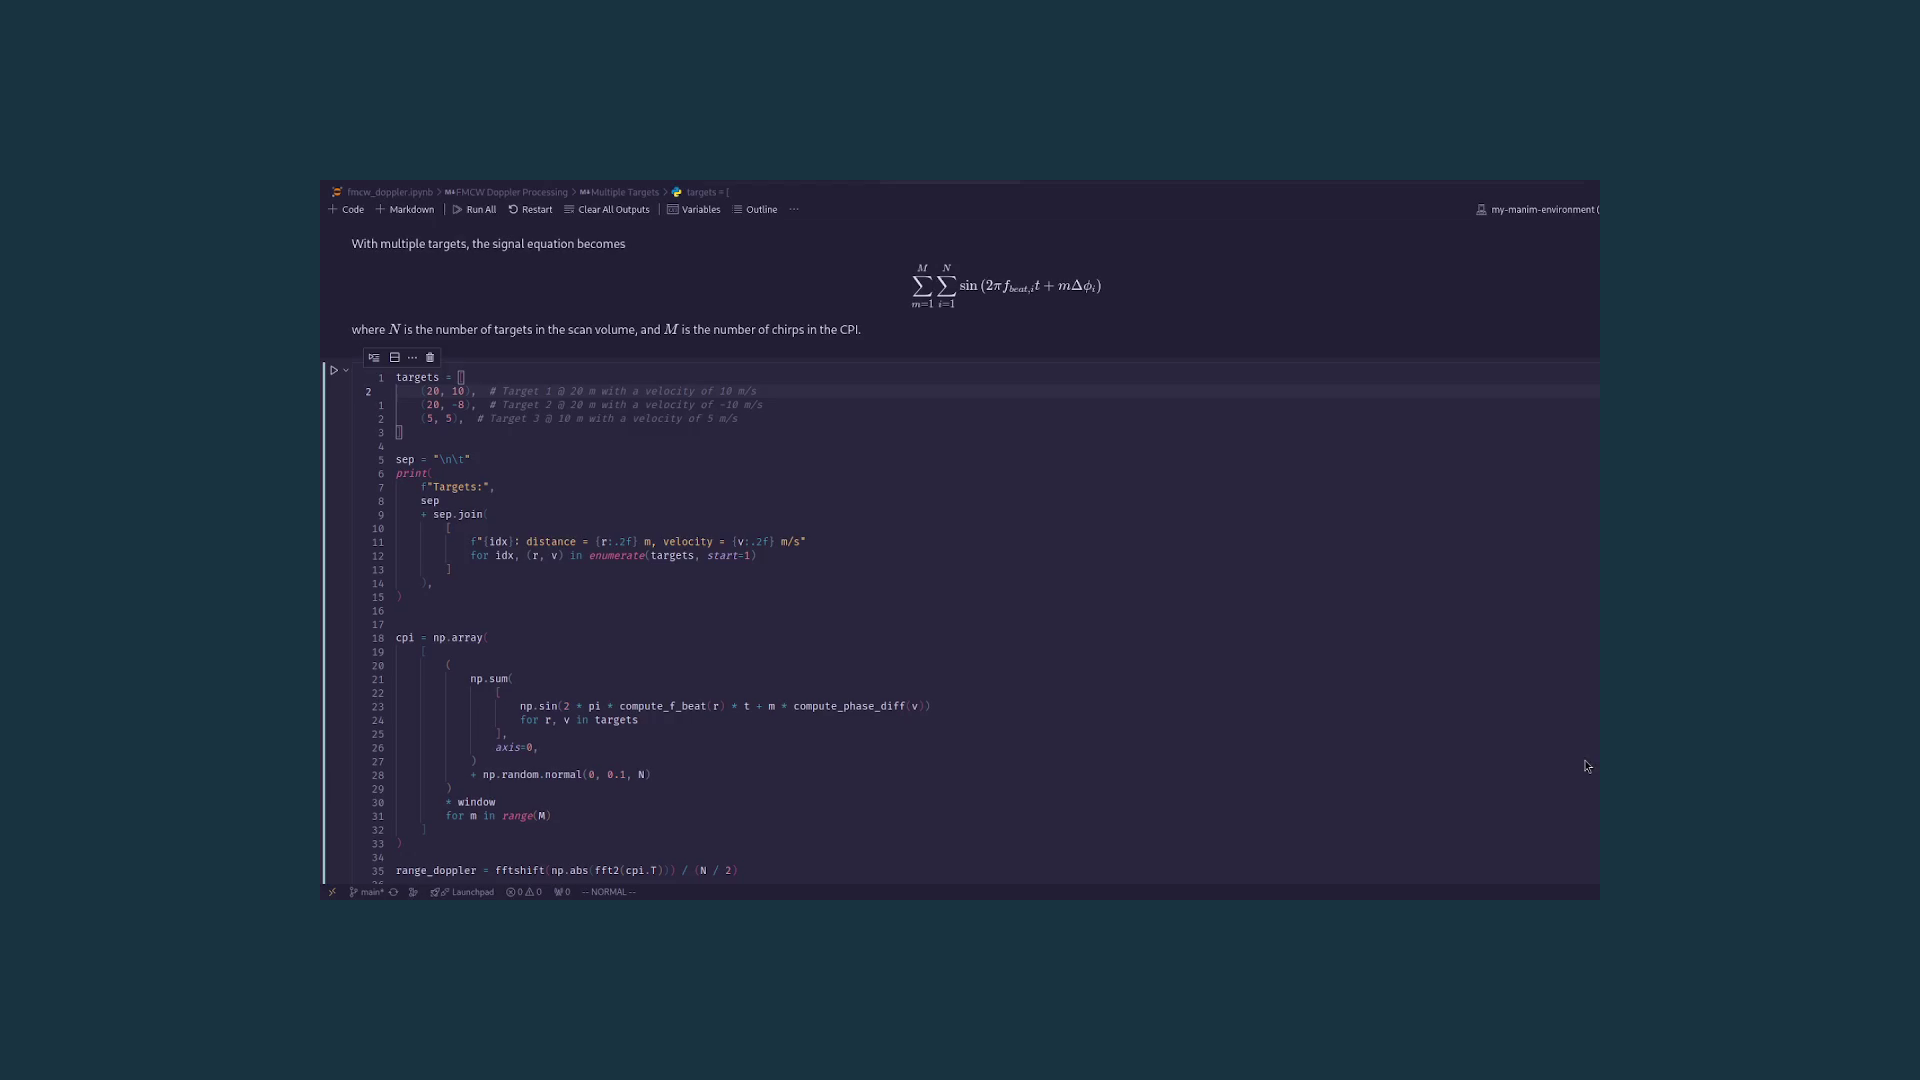 fmcw_doppler.ipynb > M↓FMCW Doppler Processing > M↓Multiple Targets > targets = [
+ Code + Markdown | Run All Restart Clear All Outputs | Variables Outline ···
my-manim-environment (
With multiple targets, the signal equation becomes
∑_{m=1}^{M} ∑_{i=1}^{N} sin (2πf_{beat,i}t + mΔϕ_i)
where N is the number of targets in the scan volume, and M is the number of chirps in the CPI.
1 targets = [
2 (20, 10), # Target 1 @ 20 m with a velocity of 10 m/s
1 (20, -8), # Target 2 @ 20 m with a velocity of -10 m/s
2 (5, 5), # Target 3 @ 10 m with a velocity of 5 m/s
3 ]
4
5 sep = "\n\t"
6 print(
7 f"Targets:",
8 sep
9 + sep.join(
10 [
11 f"{idx}: distance = {r:.2f} m, velocity = {v:.2f} m/s"
12 for idx, (r, v) in enumerate(targets, start=1)
13 ]
14 ),
15 )
16
17
18 cpi = np.array(
19 [
20 (
21 np.sum(
22 [
23 np.sin(2 * pi * compute_f_beat(r) * t + m * compute_phase_diff(v))
24 for r, v in targets
25 ],
26 axis=0,
27 )
28 + np.random.normal(0, 0.1, N)
29 )
30 * window
31 for m in range(M)
32 ]
33 )
34
35 range_doppler = fftshift(np.abs(fft2(cpi.T))) / (N / 2)
main* Launchpad 0 0 0 -- NORMAL --